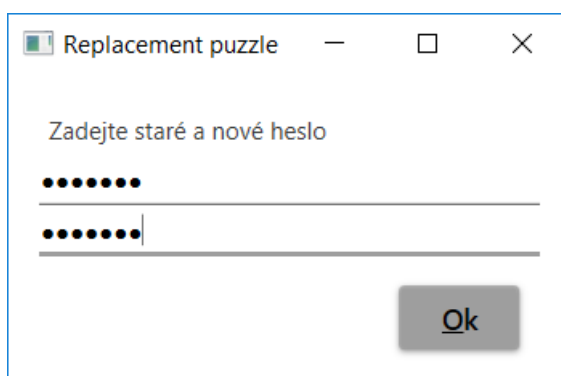 Replacement puzzle
Zadejte staré a nové heslo
•••••••
•••••••
Ok